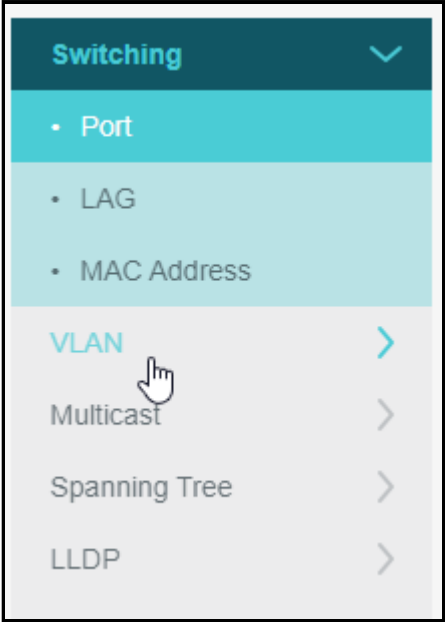 Switching
• Port
• LAG
• MAC Address
VLAN
Multicast
Spanning Tree
LLDP